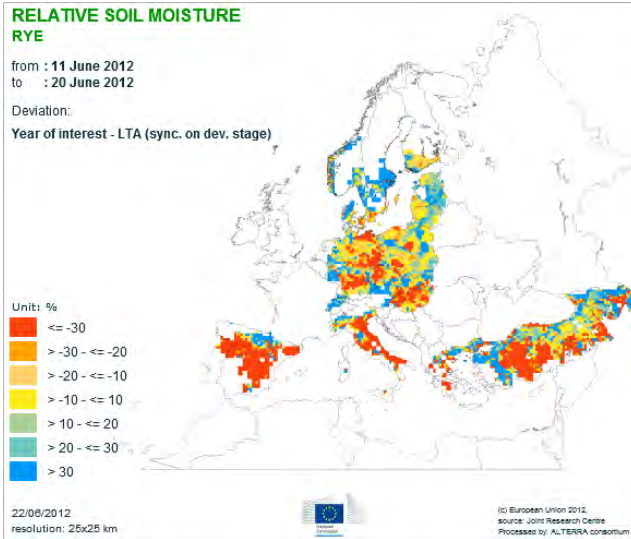 RELATIVE SOIL MOISTURE
RYE
from : 11 June 2012
to : 20 June 2012
Deviation:
Year of interest - LTA (sync. on dev. stage)
Unit: %
<= -30
> -30 - <= -20
> -20 - <= -10
> -10 - <= 10
> 10 - <= 20
> 20 - <= 30
> 30
22/06/2012
resolution: 25x25 km
European
Commission
(c) European Union 2012,
source: Joint Research Centre
Processed by: ALTERRA consortium